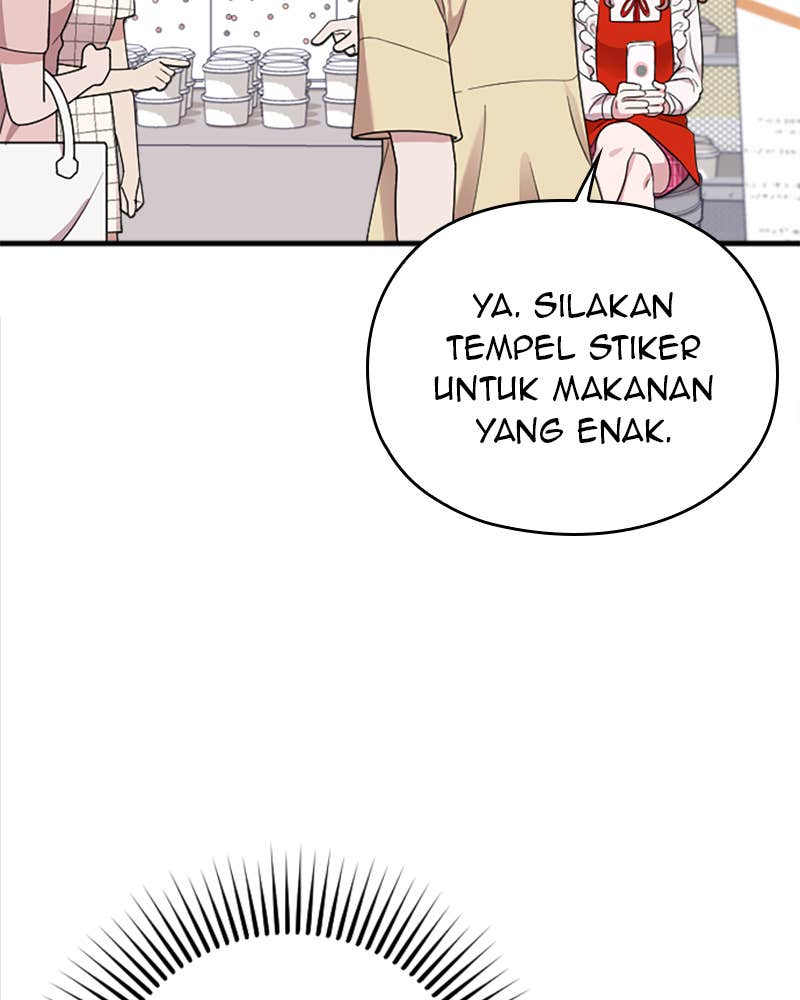 YA. SILAKAN
TEMPEL STIKER
UNTUK MAKANAN
YANG ENAK.